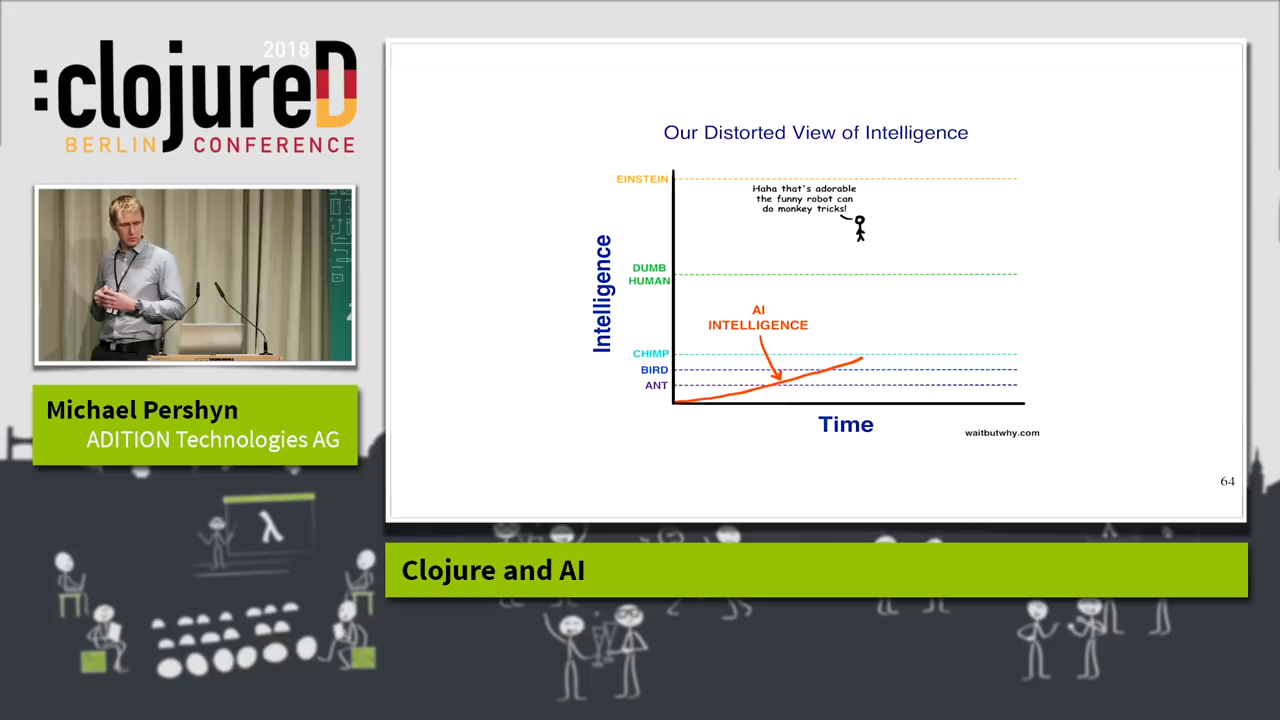 2018
:clojureD
BERLIN CONFERENCE
Michael Pershyn
ADITION Technologies AG
Our Distorted View of Intelligence
EINSTEIN
Haha that's adorable
the funny robot can
do monkey tricks!
DUMB
HUMAN
Intelligence
AI
INTELLIGENCE
CHIMP
BIRD
ANT
Time
waitbutwhy.com
64
λ
Clojure and AI